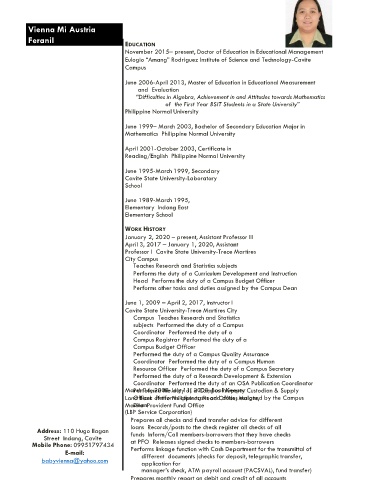 Vienna Mi Austria
Feranil
EDUCATION
November 2015– present, Doctor of Education in Educational Management
Eulogio "Amang" Rodriguez Institute of Science and Technology-Cavite
Campus
June 2006-April 2013, Master of Education in Educational Measurement
and Evaluation
"Difficulties in Algebra, Achievement in and Attitudes towards Mathematics
of the First Year BSIT Students in a State University"
Philippine Normal University
June 1999– March 2003, Bachelor of Secondary Education Major in
Mathematics Philippine Normal University
April 2001-October 2003, Certificate in
Reading/English Philippine Normal University
June 1995-March 1999, Secondary
Cavite State University-Laboratory
School
June 1989-March 1995,
Elementary Indang East
Elementary School
WORK HISTORY
January 2, 2020 – present, Assistant Professor III
April 3, 2017 – January 1, 2020, Assistant
Professor I Cavite State University-Trece Martires
City Campus
Teaches Research and Statistics subjects
Performs the duty of a Curriculum Development and Instruction
Head Performs the duty of a Campus Budget Officer
Performs other tasks and duties assigned by the Campus Dean
June 1, 2009 – April 2, 2017, Instructor I
Cavite State University-Trece Martires City
Campus Teaches Research and Statistics
subjects Performed the duty of a Campus
Coordinator Performed the duty of a
Campus Registrar Performed the duty of a
Campus Budget Officer
Performed the duty of a Campus Quality Assurance
Coordinator Performed the duty of a Campus Human
Resource Officer Performed the duty of a Campus Secretary
Performed the duty of a Research Development & Extension
Coordinator Performed the duty of an OSA Publication Coordinator
Custodian & Supply
by the Campus
Provident Fund Office
(LBP Service Corporation)
Prepares all checks and fund transfer advice for different
loans Records/posts to the check register all checks of all
funds Inform/Call members-borrowers that they have checks
at PFO Releases signed checks to members-borrowers
Performs linkage function with Cash Department for the transmittal of
different documents (checks for deposit, telegraphic transfer,
application for
manager's check, ATM payroll account (PACSVAL), fund transfer)
Prepares monthly report on debit and credit of all accounts
Address: 110 Hugo Ilagan
Street Indang, Cavite
Mobile Phone: 09951797434
E-mail:
babyvienna@yahoo.com